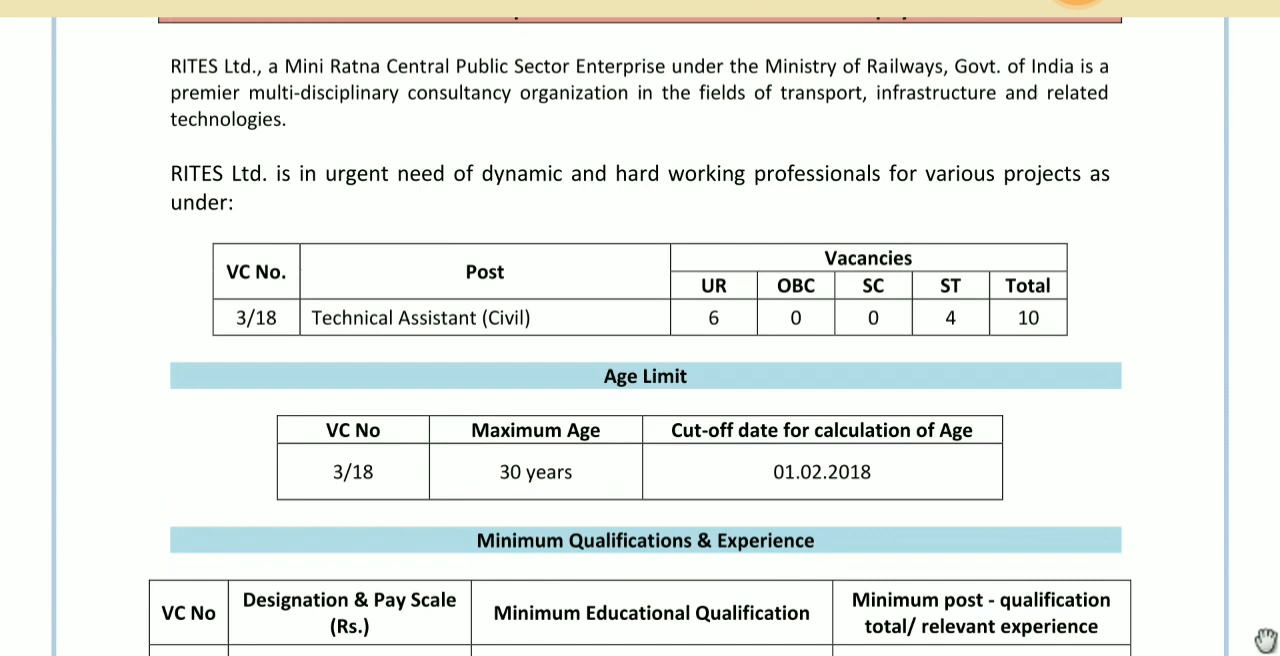 RITES Ltd., a Mini Ratna Central Public Sector Enterprise under the Ministry of Railways, Govt. of India is a
premier multi-disciplinary consultancy organization in the fields of transport, infrastructure and related
technologies.
RITES Ltd. is in urgent need of dynamic and hard working professionals for various projects as
under:
VC No. Post Vacancies
UR OBC SC ST Total
3/18 Technical Assistant (Civil) 6 0 0 4 10
Age Limit
VC No Maximum Age Cut-off date for calculation of Age
3/18 30 years 01.02.2018
Minimum Qualifications & Experience
VC No Designation & Pay Scale (Rs.) Minimum Educational Qualification Minimum post - qualification total/ relevant experience